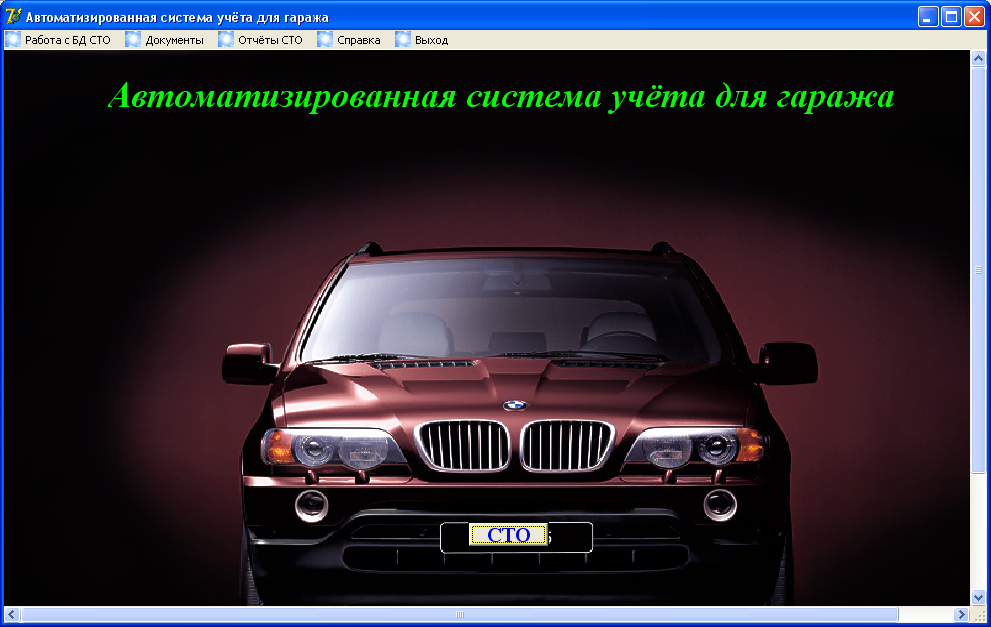 Автоматизированная система учёта для гаража
Работа с БД СТО Документы Отчёты СТО Справка Выход
Автоматизированная система учёта для гаража
СТО